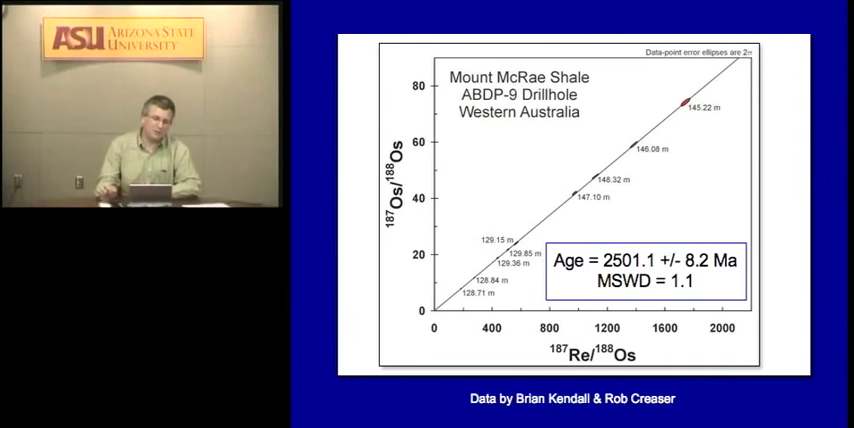 ASU ARIZONA STATE
UNIVERSITY
Data-point error ellipses are 2σ
Mount McRae Shale
ABDP-9 Drillhole
Western Australia
80
60
40
20
0
187Os/188Os
145.22 m
146.08 m
148.32 m
147.10 m
129.15 m
129.85 m
129.36 m
128.84 m
128.71 m
Age = 2501.1 +/- 8.2 Ma
MSWD = 1.1
0 400 800 1200 1600 2000
187Re/188Os
Data by Brian Kendall & Rob Creaser